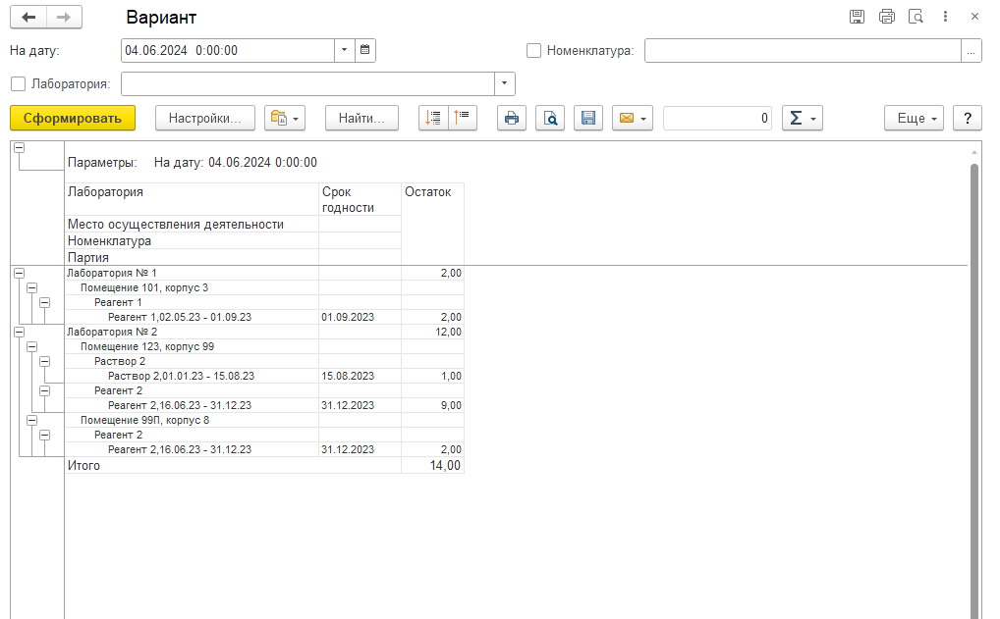 Вариант
На дату: 04.06.2024 0:00:00 Номенклатура: ...
Лаборатория:
Сформировать Настройки... Найти... 0 Σ Еще ?
Параметры: На дату: 04.06.2024 0:00:00
Лаборатория Срок годности Остаток
Место осуществления деятельности
Номенклатура
Партия
Лаборатория № 1 2,00
Помещение 101, корпус 3
Реагент 1
Реагент 1,02.05.23 - 01.09.23 01.09.2023 2,00
Лаборатория № 2 12,00
Помещение 123, корпус 99
Раствор 2
Раствор 2,01.01.23 - 15.08.23 15.08.2023 1,00
Реагент 2
Реагент 2,16.06.23 - 31.12.23 31.12.2023 9,00
Помещение 99П, корпус 8
Реагент 2
Реагент 2,16.06.23 - 31.12.23 31.12.2023 2,00
Итого 14,00